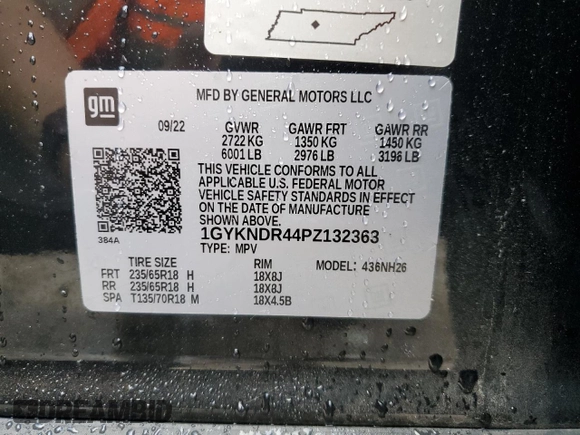 gm
MFD BY GENERAL MOTORS LLC
09/22 GVWR GAWR FRT GAWR RR
2722 KG 1350 KG 1450 KG
6001 LB 2976 LB 3196 LB
THIS VEHICLE CONFORMS TO ALL
APPLICABLE U.S. FEDERAL MOTOR
VEHICLE SAFETY STANDARDS IN EFFECT
ON THE DATE OF MANUFACTURE
SHOWN ABOVE.
384A
1GYKNDR44PZ132363
TYPE: MPV
TIRE SIZE RIM MODEL: 436NH26
FRT 235/65R18 H 18X8J
RR 235/65R18 H 18X8J
SPA T135/70R18 M 18X4.5B
DREAMBID